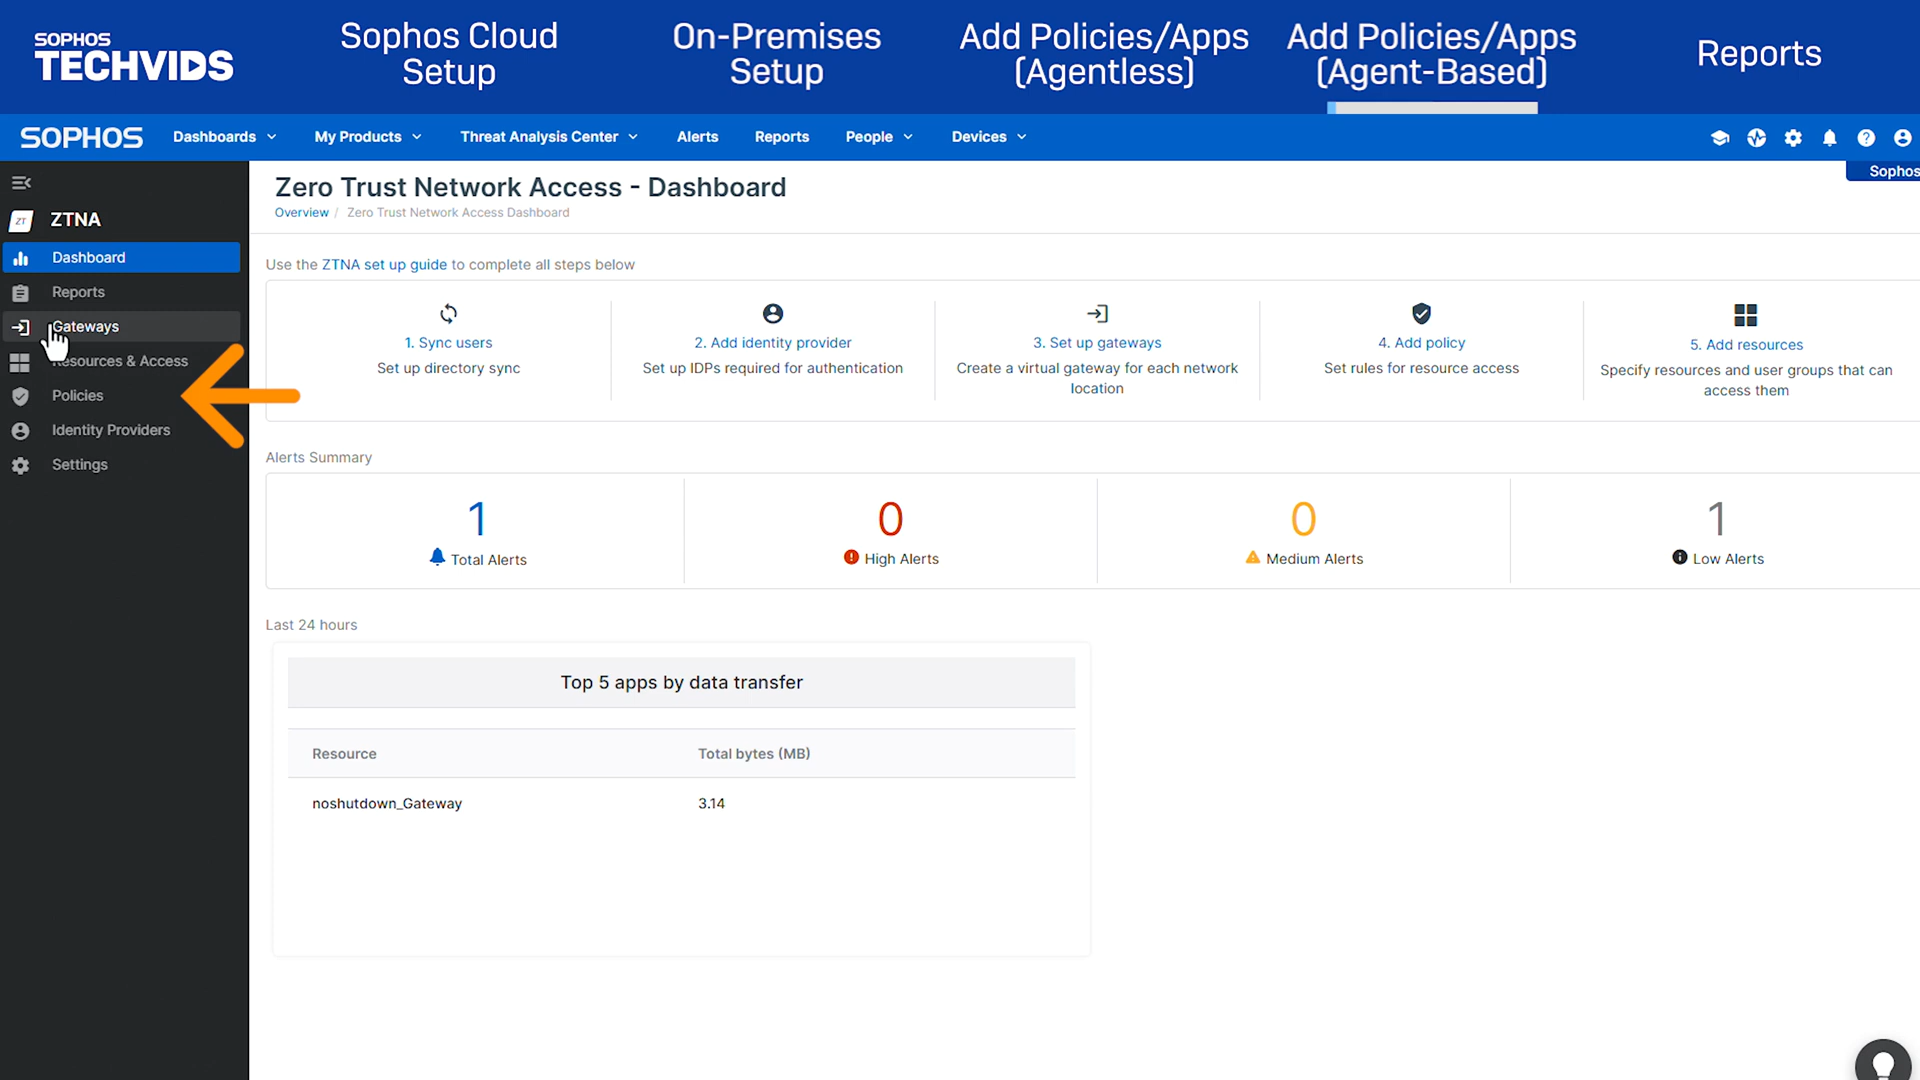 SOPHOS
TECHVIDS
Sophos Cloud
Setup
On-Premises
Setup
Add Policies/Apps
(Agentless)
Add Policies/Apps
(Agent-Based)
Reports
SOPHOS
Dashboards
My Products
Threat Analysis Center
Alerts
Reports
People
Devices
Sophos
ZT
ZTNA
Dashboard
Reports
Gateways
Resources & Access
Policies
Identity Providers
Settings
Zero Trust Network Access - Dashboard
Overview / Zero Trust Network Access Dashboard
Use the ZTNA set up guide to complete all steps below
1. Sync users
Set up directory sync
2. Add identity provider
Set up IDPs required for authentication
3. Set up gateways
Create a virtual gateway for each network
location
4. Add policy
Set rules for resource access
5. Add resources
Specify resources and user groups that can
access them
Alerts Summary
1
Total Alerts
0
High Alerts
0
Medium Alerts
1
Low Alerts
Last 24 hours
Top 5 apps by data transfer
Resource Total bytes (MB)
noshutdown_Gateway 3.14